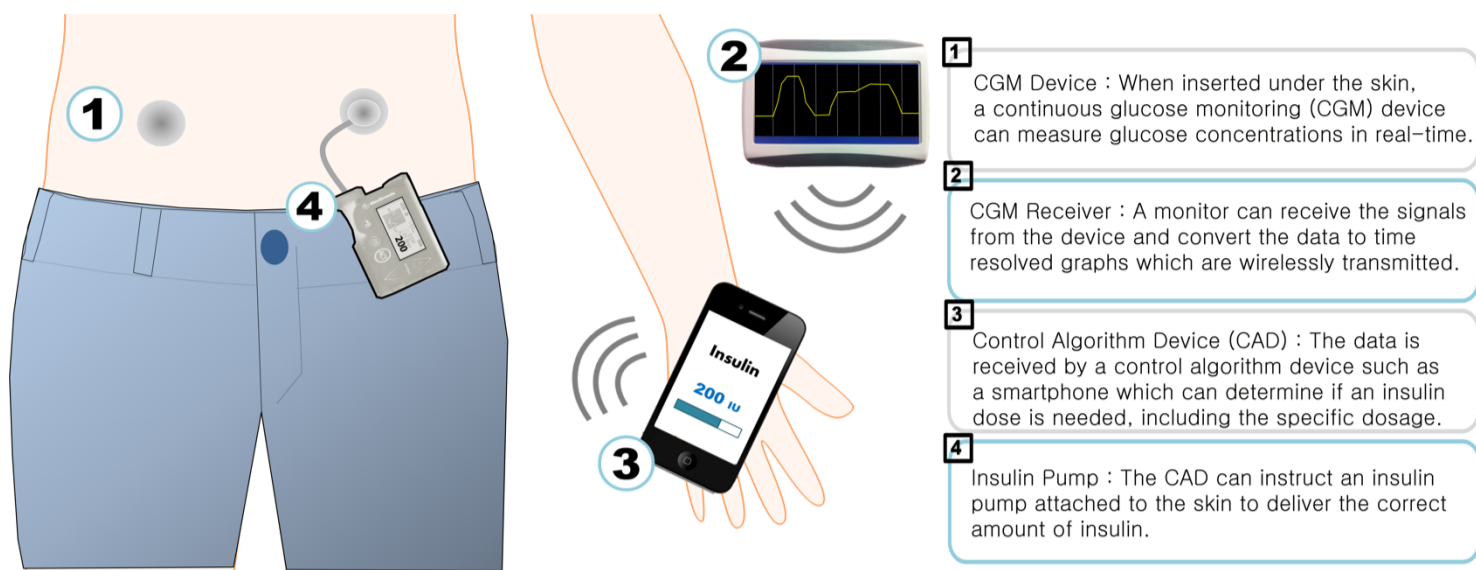 1
2
3
4
200
Insulin
200 IU
1
CGM Device : When inserted under the skin,
a continuous glucose monitoring (CGM) device
can measure glucose concentrations in real-time.
2
CGM Receiver : A monitor can receive the signals
from the device and convert the data to time
resolved graphs which are wirelessly transmitted.
3
Control Algorithm Device (CAD) : The data is
received by a control algorithm device such as
a smartphone which can determine if an insulin
dose is needed, including the specific dosage.
4
Insulin Pump : The CAD can instruct an insulin
pump attached to the skin to deliver the correct
amount of insulin.